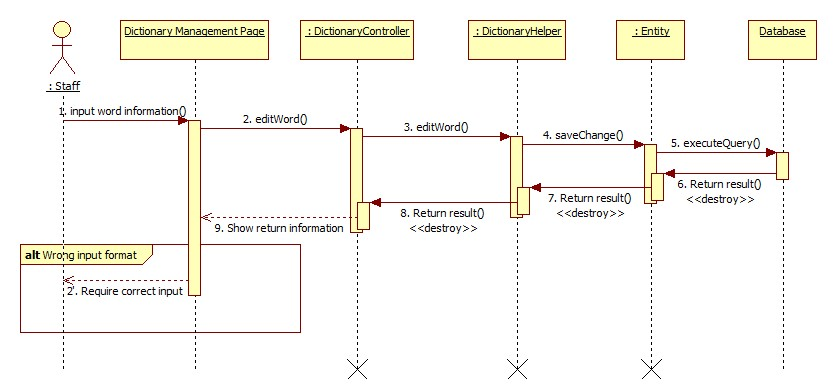 Dictionary Management Page
: DictionaryController
: DictionaryHelper
: Entity
Database
: Staff
1. input word information()
2. editWord()
3. editWord()
4. saveChange()
5. executeQuery()
6. Return result()
<<destroy>>
7. Return result()
<<destroy>>
8. Return result()
<<destroy>>
9. Show return information
alt Wrong input format
2'. Require correct input